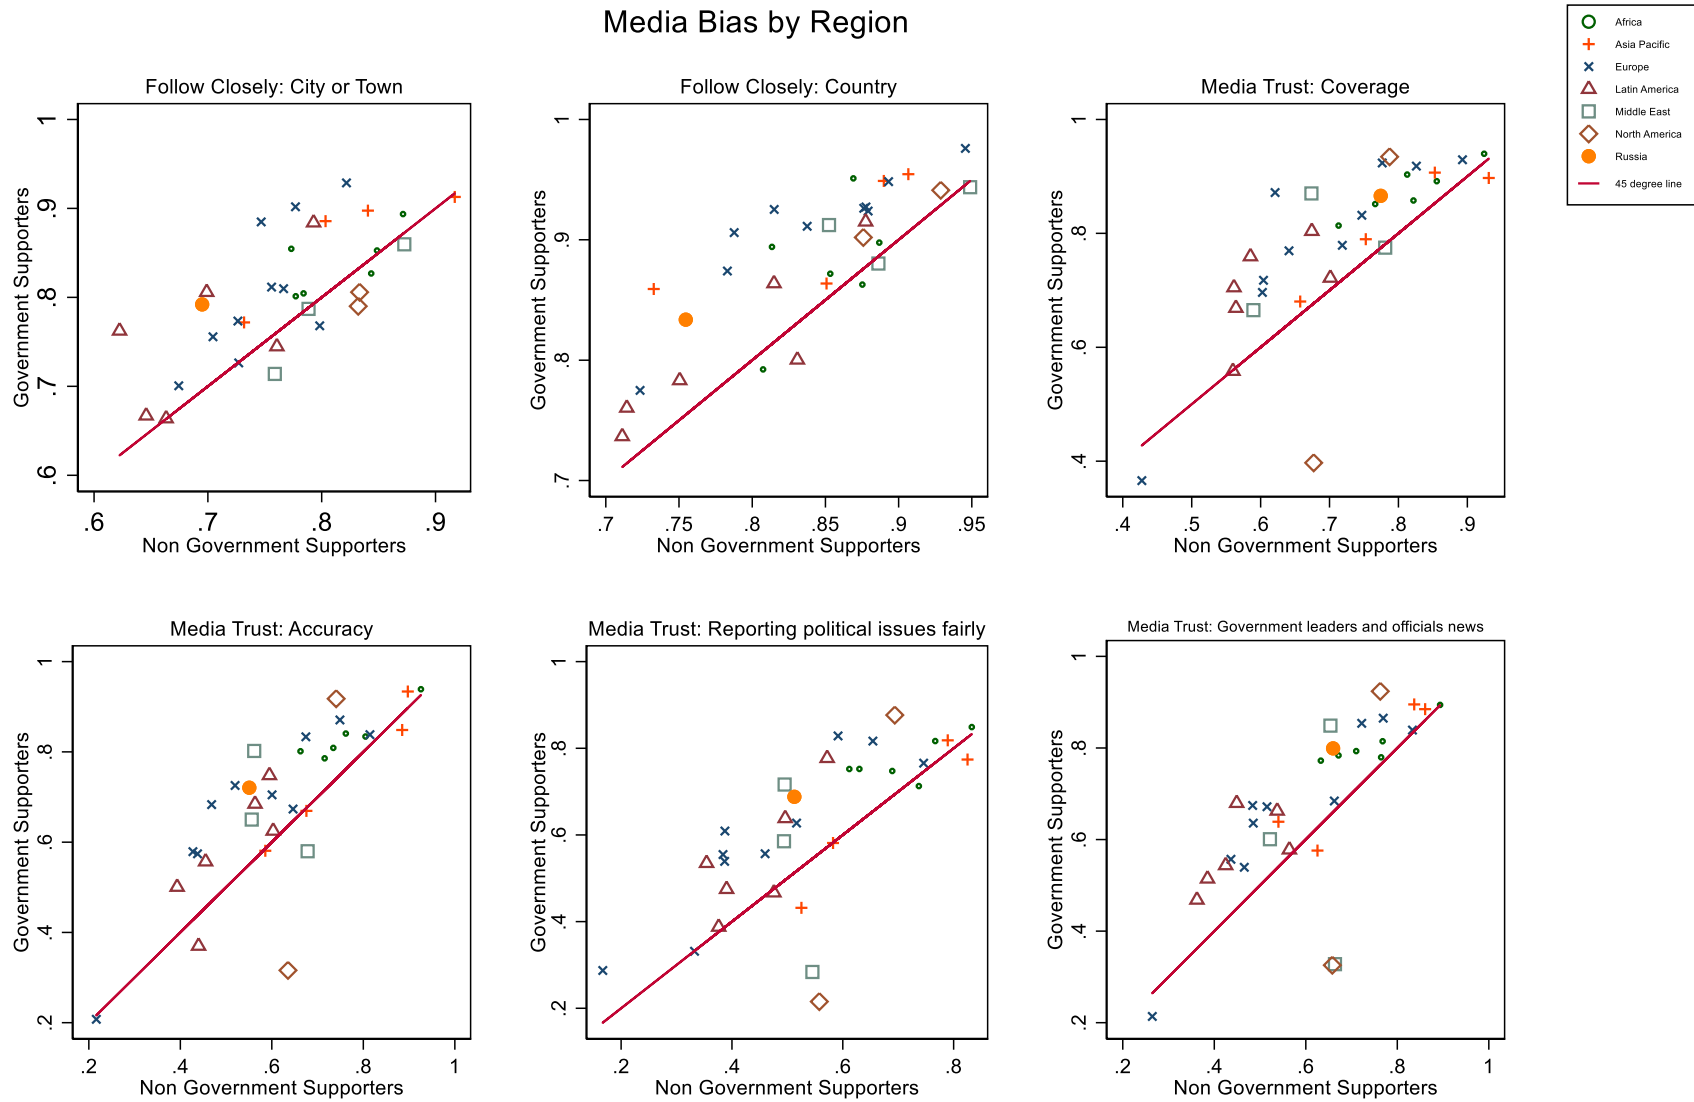 Media Bias by Region
Africa
Asia Pacific
Europe
Latin America
Middle East
North America
Russia
45 degree line
Follow Closely: City or Town
Government Supporters
1
.9
.8
.7
.6
.6 .7 .8 .9
Non Government Supporters
Follow Closely: Country
Government Supporters
1
.9
.8
.7
.7 .75 .8 .85 .9 .95
Non Government Supporters
Media Trust: Coverage
Government Supporters
1
.8
.6
.4
.4 .5 .6 .7 .8 .9
Non Government Supporters
Media Trust: Accuracy
Government Supporters
1
.8
.6
.4
.2
.2 .4 .6 .8 1
Non Government Supporters
Media Trust: Reporting political issues fairly
Government Supporters
1
.8
.6
.4
.2
.2 .4 .6 .8
Non Government Supporters
Media Trust: Government leaders and officials news
Government Supporters
1
.8
.6
.4
.2
.2 .4 .6 .8 1
Non Government Supporters